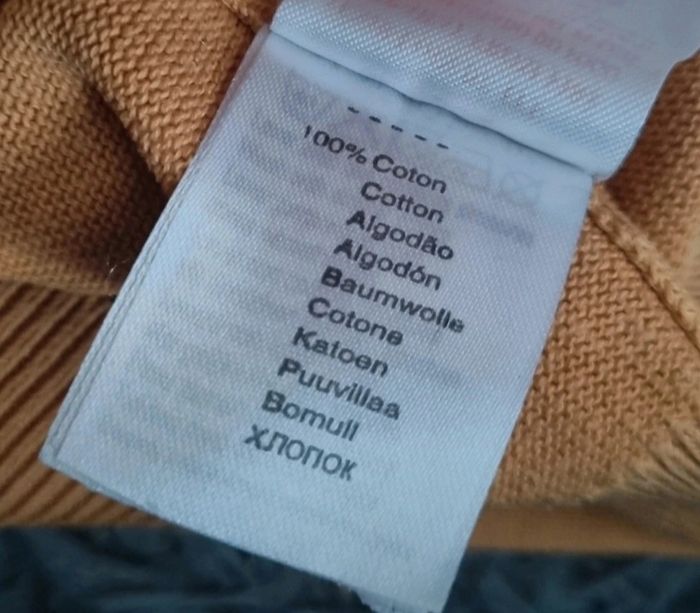 100% Coton
Cotton
Algodão
Algodón
Baumwolle
Cotone
Katoen
Puuvillaa
Bomull
ХЛОПОК